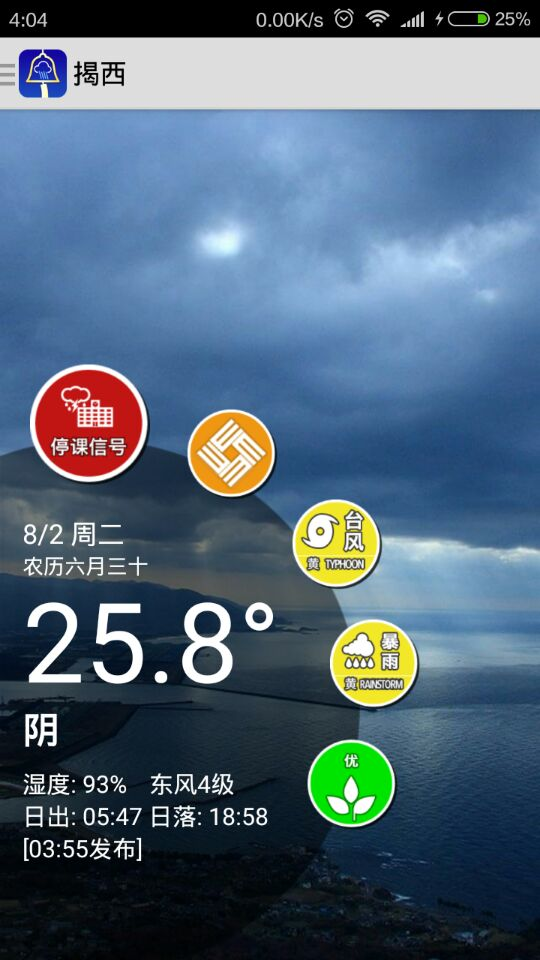 4:04
0.00K/s
25%
揭西
停课信号
台风
黄 TYPHOON
暴雨
黄 RAINSTORM
优
8/2 周二
农历六月三十
25.8°
阴
湿度: 93% 东风4级
日出: 05:47 日落: 18:58
[03:55发布]